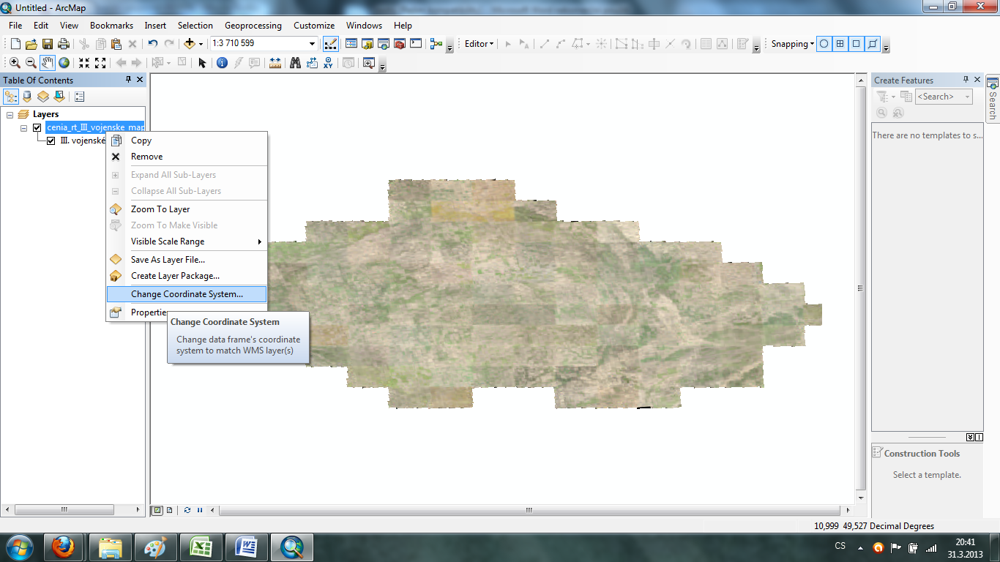 Untitled - ArcMap
File Edit View Bookmarks Insert Selection Geoprocessing Customize Windows Help
1:3 710 599
Editor
Snapping
Table Of Contents
Layers
cenia_rt_III_vojenske_map
III. vojenské
Copy
Remove
Expand All Sub-Layers
Collapse All Sub-Layers
Zoom To Layer
Zoom To Make Visible
Visible Scale Range
Save As Layer File...
Create Layer Package...
Change Coordinate System...
Propertie
Change Coordinate System
Change data frame's coordinate
system to match WMS layer(s)
Create Features
<Search>
There are no templates to s...
Construction Tools
Select a template.
Search
10,999 49,527 Decimal Degrees
CS
20:41
31.3.2013